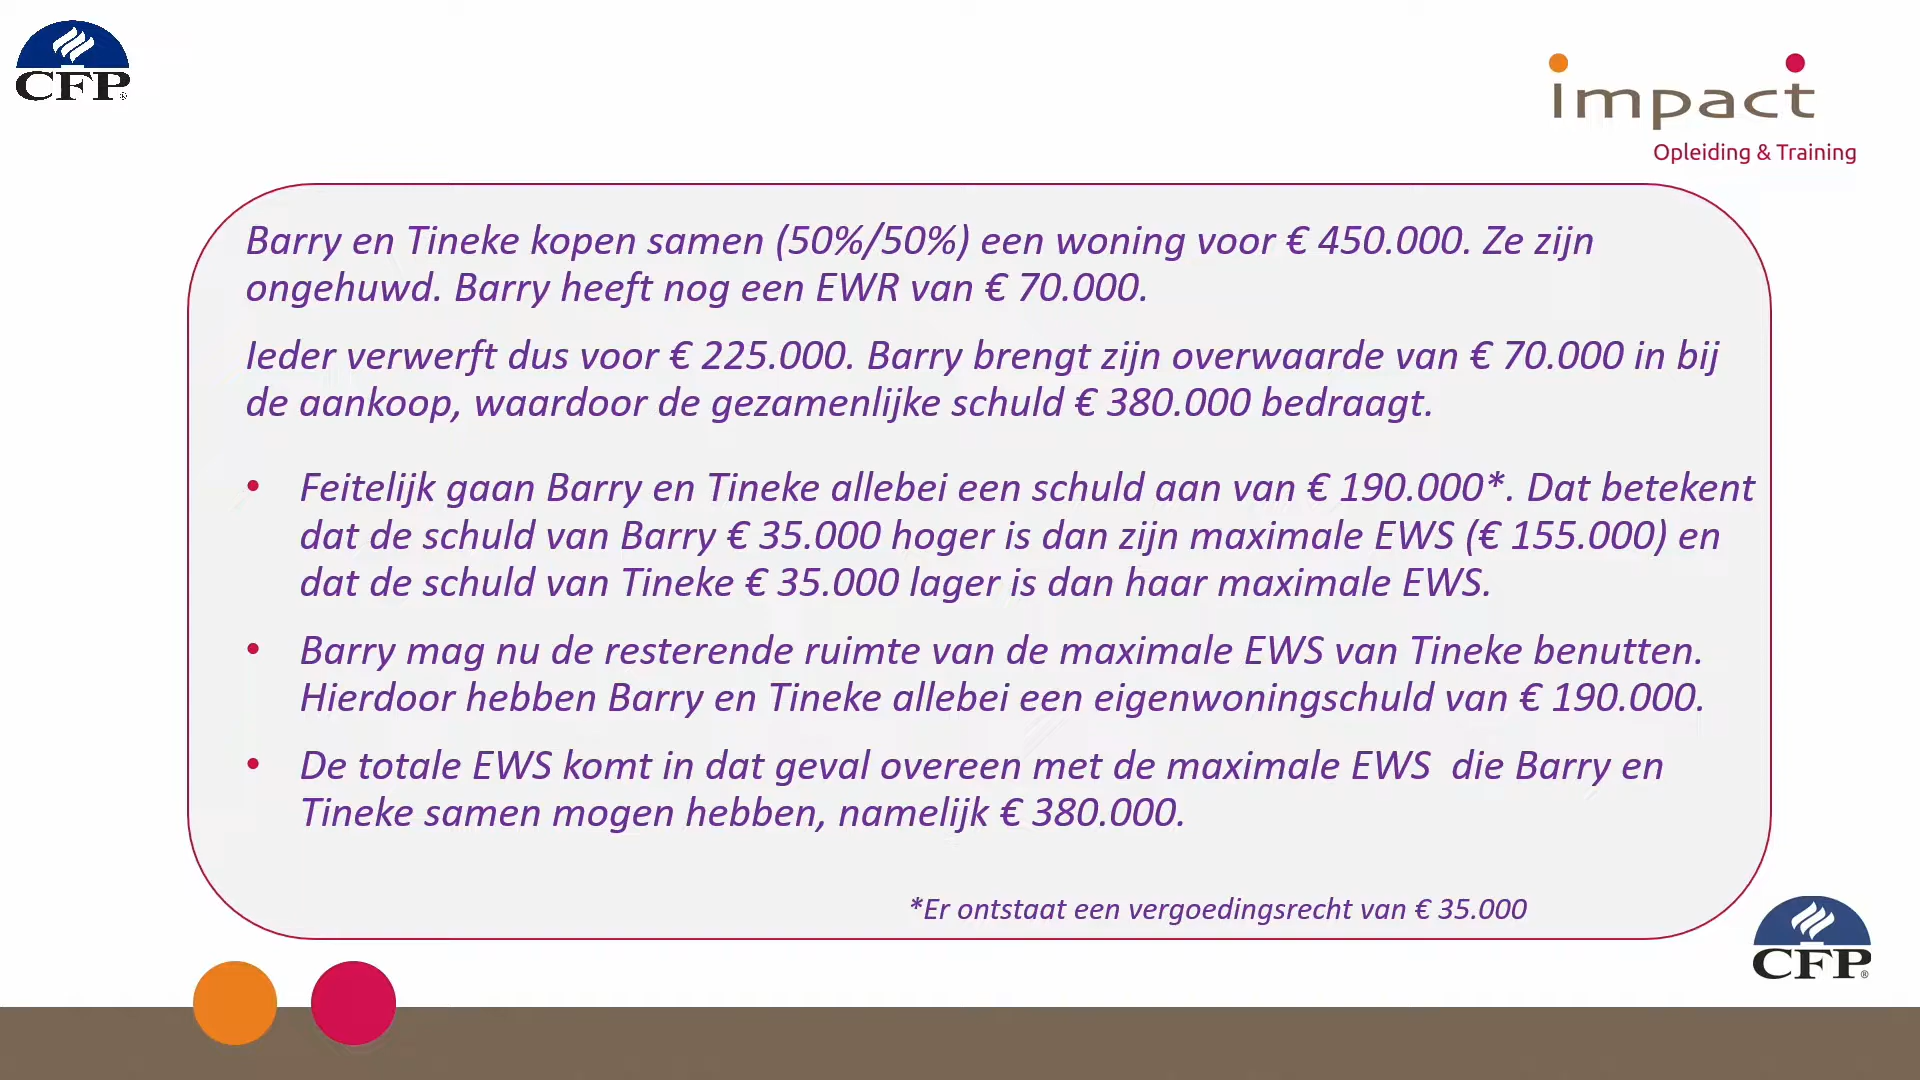 CFP®
impact
Opleiding & Training
Barry en Tineke kopen samen (50%/50%) een woning voor € 450.000. Ze zijn
ongehuwd. Barry heeft nog een EWR van € 70.000.
Ieder verwerft dus voor € 225.000. Barry brengt zijn overwaarde van € 70.000 in bij
de aankoop, waardoor de gezamenlijke schuld € 380.000 bedraagt.
• Feitelijk gaan Barry en Tineke allebei een schuld aan van € 190.000*. Dat betekent
dat de schuld van Barry € 35.000 hoger is dan zijn maximale EWS (€ 155.000) en
dat de schuld van Tineke € 35.000 lager is dan haar maximale EWS.
• Barry mag nu de resterende ruimte van de maximale EWS van Tineke benutten.
Hierdoor hebben Barry en Tineke allebei een eigenwoningschuld van € 190.000.
• De totale EWS komt in dat geval overeen met de maximale EWS die Barry en
Tineke samen mogen hebben, namelijk € 380.000.
*Er ontstaat een vergoedingsrecht van € 35.000
CFP®